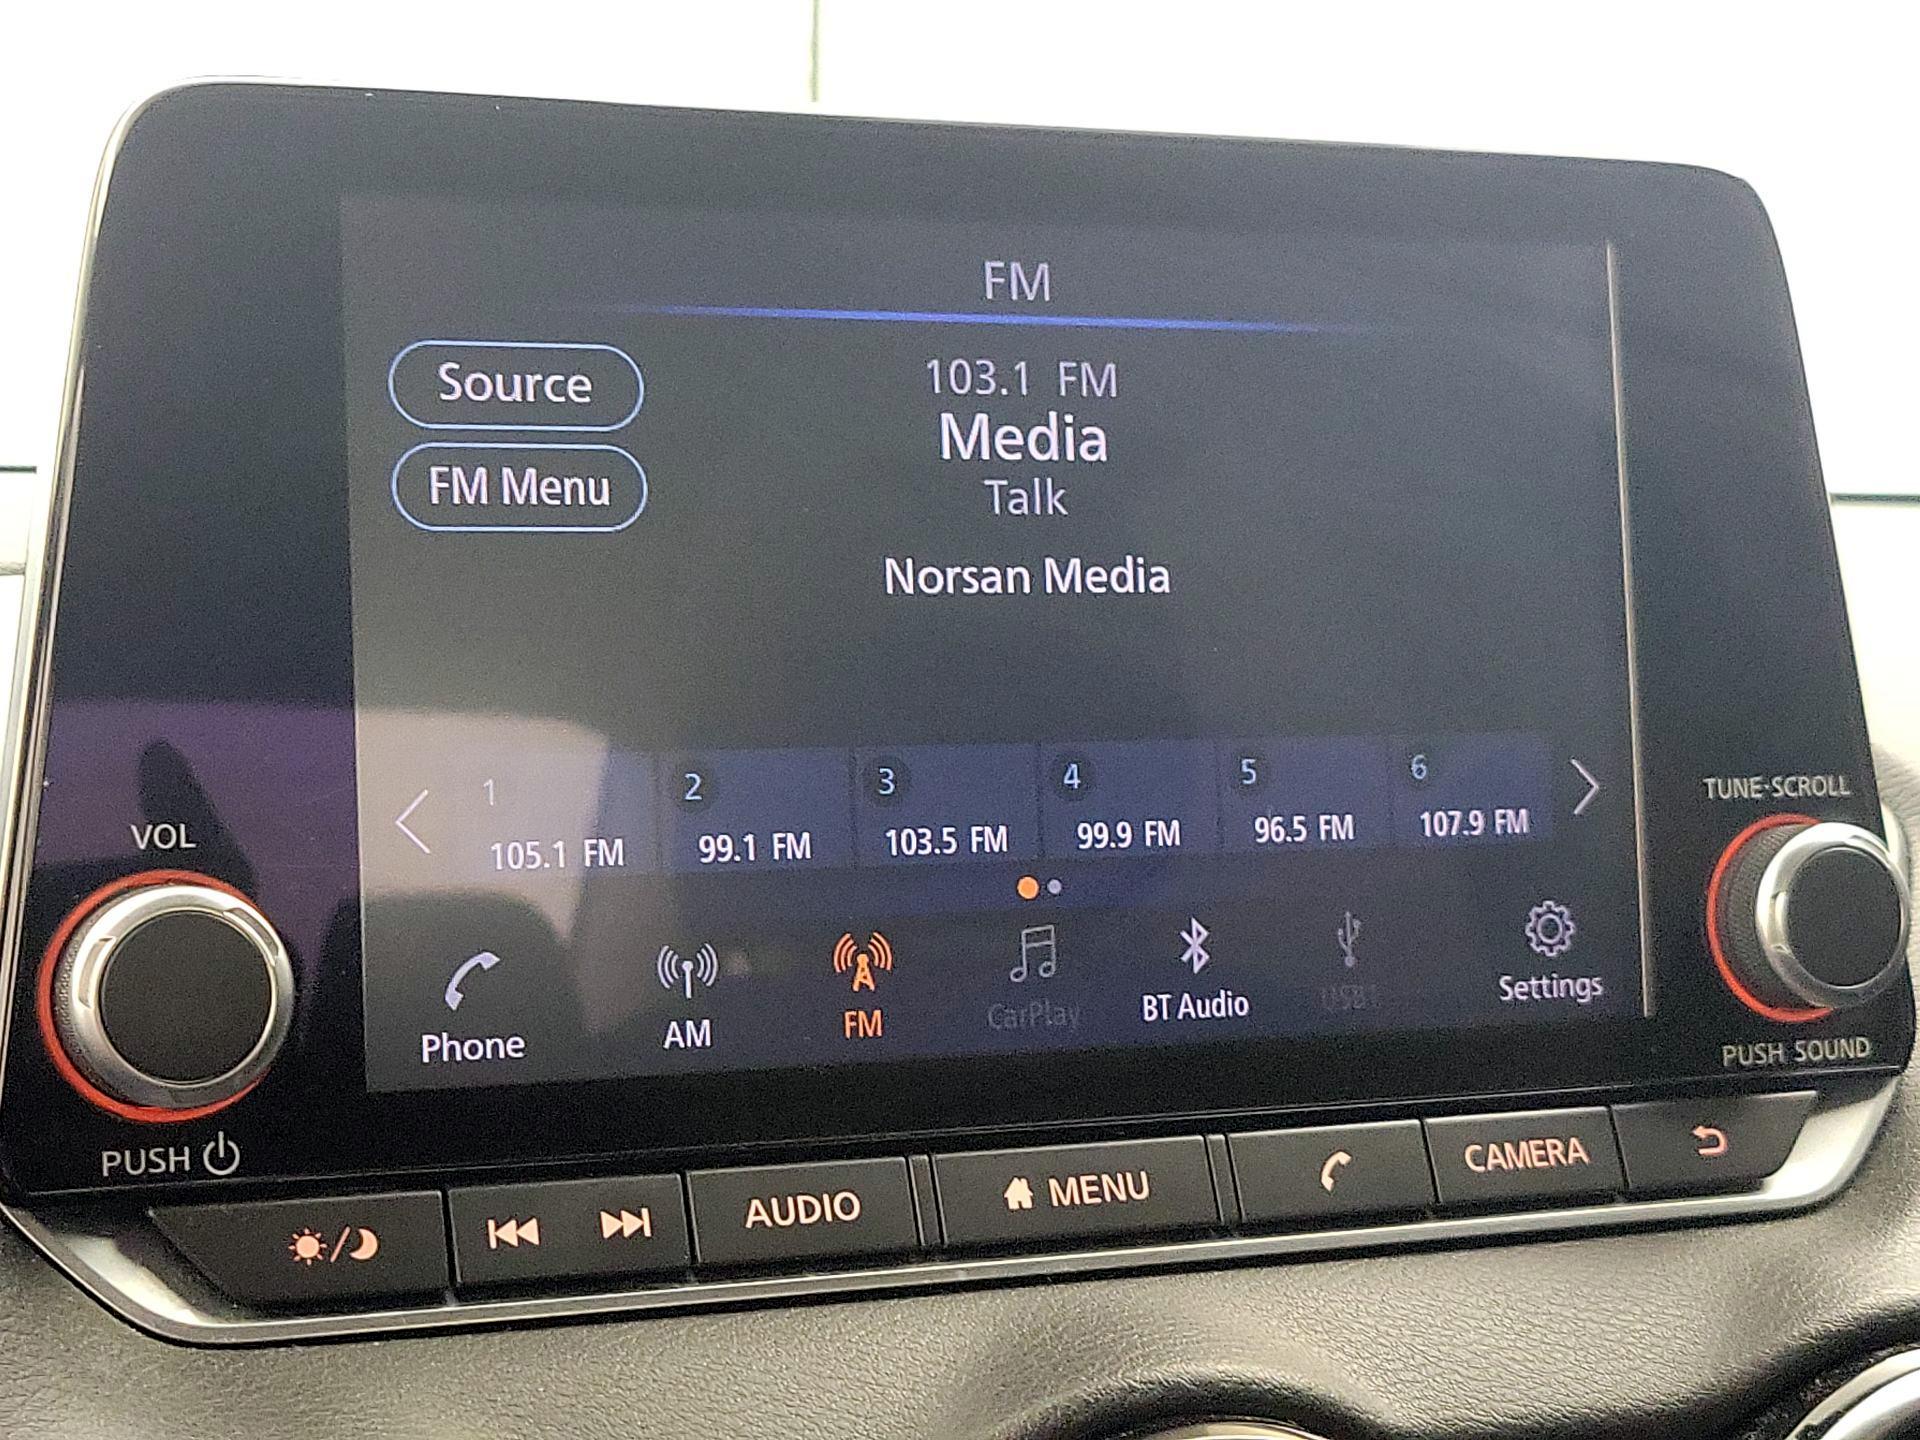 FM
Source
103.1 FM
Media
FM Menu
Talk
Norsan Media
1 2 3 4 5 6
105.1 FM 99.1 FM 103.5 FM 99.9 FM 96.5 FM 107.9 FM
Phone AM FM CarPlay BT Audio USB1 Settings
VOL
PUSH
TUNE·SCROLL
PUSH SOUND
AUDIO MENU CAMERA